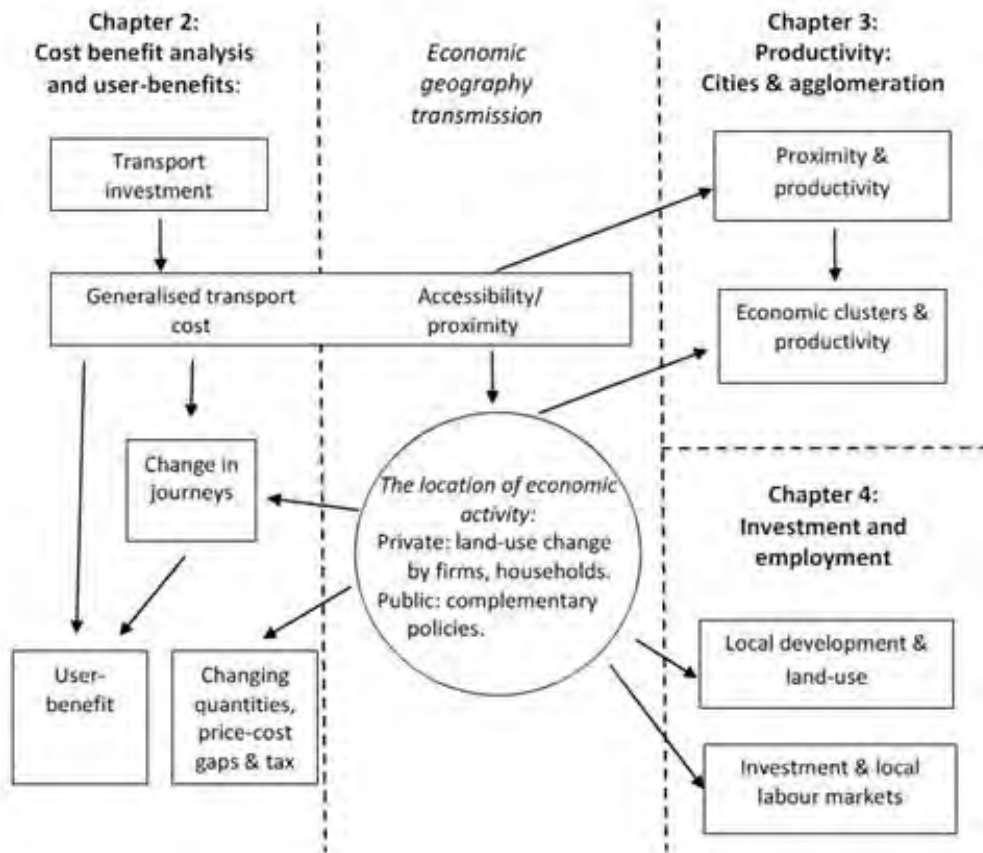 Chapter 2:
Cost benefit analysis
and user-benefits:
Transport
investment
Generalised transport
cost
Change in
journeys
User-
benefit
Changing
quantities,
price-cost
gaps & tax
Economic
geography
transmission
Accessibility/
proximity
The location of economic
activity:
Private: land-use change
by firms, households.
Public: complementary
policies.
Chapter 3:
Productivity:
Cities & agglomeration
Proximity &
productivity
Economic clusters &
productivity
Chapter 4:
Investment and
employment
Local development &
land-use
Investment & local
labour markets